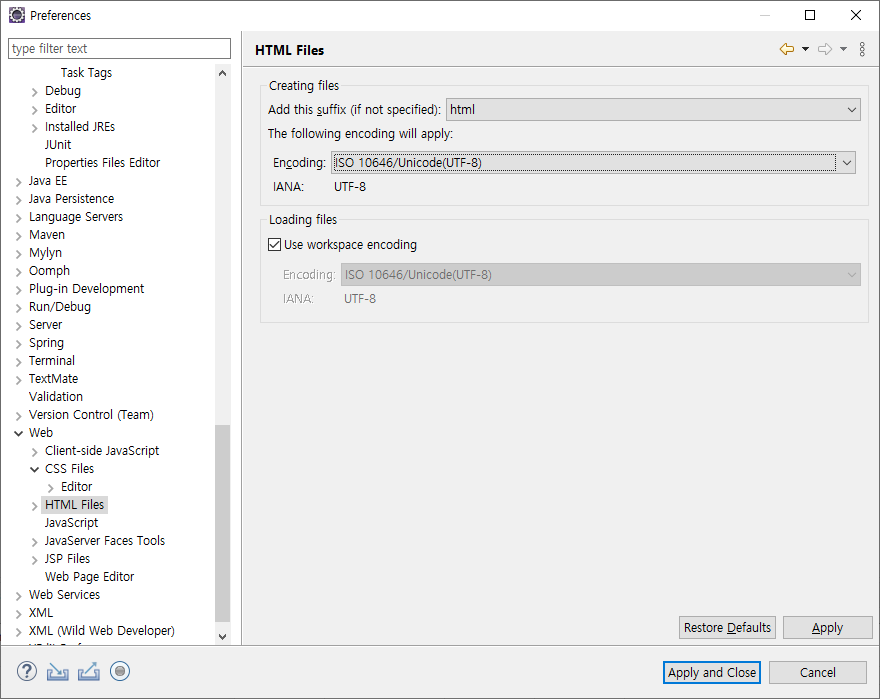 Preferences
type filter text
Task Tags
Debug
Editor
Installed JREs
JUnit
Properties Files Editor
Java EE
Java Persistence
Language Servers
Maven
Mylyn
Oomph
Plug-in Development
Run/Debug
Server
Spring
Terminal
TextMate
Validation
Version Control (Team)
Web
Client-side JavaScript
CSS Files
Editor
HTML Files
JavaScript
JavaServer Faces Tools
JSP Files
Web Page Editor
Web Services
XML
XML (Wild Web Developer)
HTML Files
Creating files
Add this suffix (if not specified): html
The following encoding will apply:
Encoding: ISO 10646/Unicode(UTF-8)
IANA: UTF-8
Loading files
Use workspace encoding
Encoding: ISO 10646/Unicode(UTF-8)
IANA: UTF-8
Restore Defaults Apply
? Apply and Close Cancel